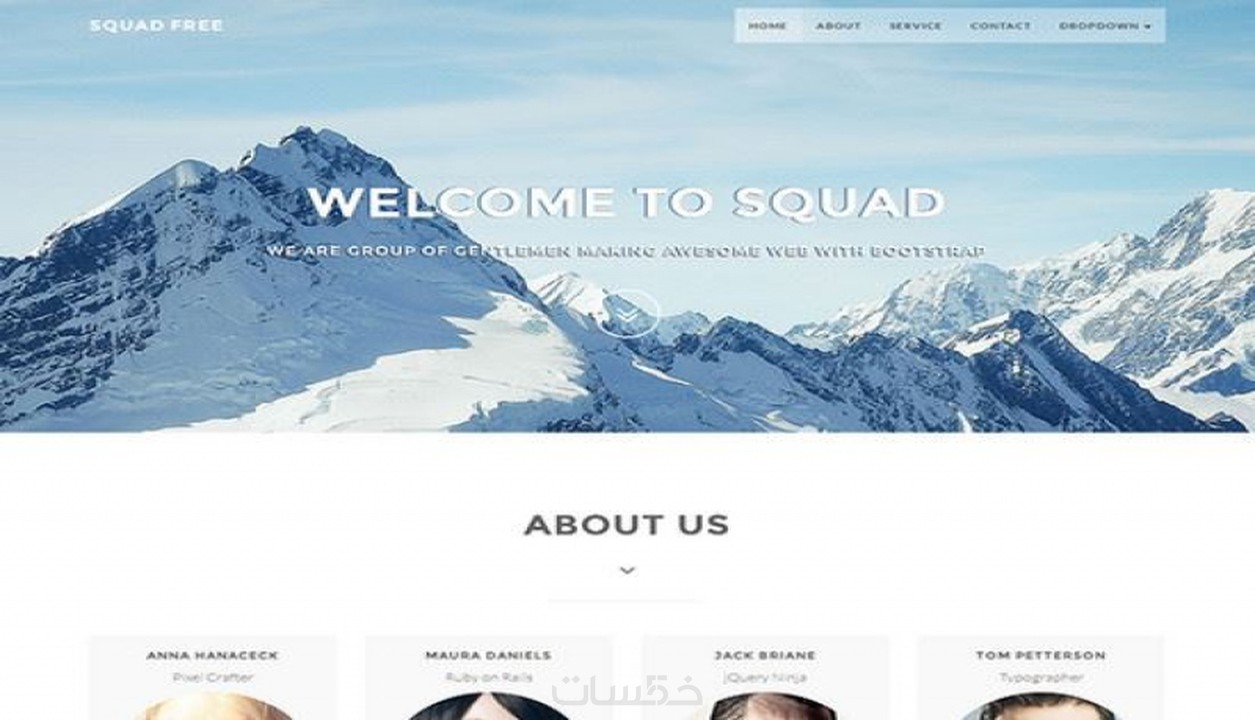 SQUAD FREE
HOME ABOUT SERVICE CONTACT DROPDOWN
WELCOME TO SQUAD
WE ARE GROUP OF GENTLEMEN MAKING AWESOME WEB WITH BOOTSTRAP
ABOUT US
ANNA HANACECK
Pixel Crafter
MAURA DANIELS
Ruby on Rails
JACK BRIANE
jQuery Ninja
TOM PETTERSON
Typographer
خمسات